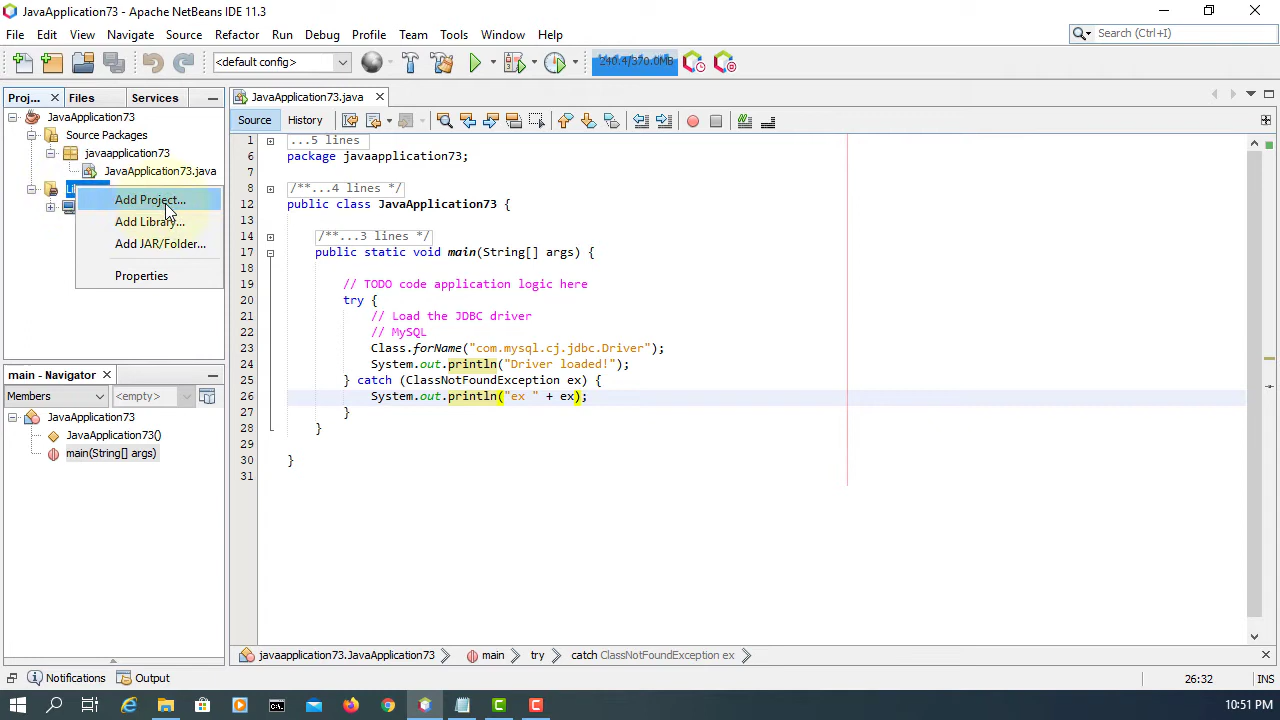 JavaApplication73 - Apache NetBeans IDE 11.3
File Edit View Navigate Source Refactor Run Debug Profile Team Tools Window Help
Search (Ctrl+I)
<default config>
240.4/370.0MB
Proj... Files Services
JavaApplication73.java
JavaApplication73
Source Packages
javaapplication73
JavaApplication73.java
Add Project...
Add Library...
Add JAR/Folder...
Properties
Source History
1 ...5 lines
6 package javaapplication73;
7
8 /**...4 lines */
12 public class JavaApplication73 {
13
14 /**...3 lines */
17 public static void main(String[] args) {
18
19 // TODO code application logic here
20 try {
21 // Load the JDBC driver
22 // MySQL
23 Class.forName("com.mysql.cj.jdbc.Driver");
24 System.out.println("Driver loaded!");
25 } catch (ClassNotFoundException ex) {
26 System.out.println("ex " + ex);
27 }
28 }
29
30 }
31
main - Navigator
Members <empty>
JavaApplication73
JavaApplication73()
main(String[] args)
javaapplication73.JavaApplication73 main try catch ClassNotFoundException ex
Notifications Output
26:32 INS
10:51 PM